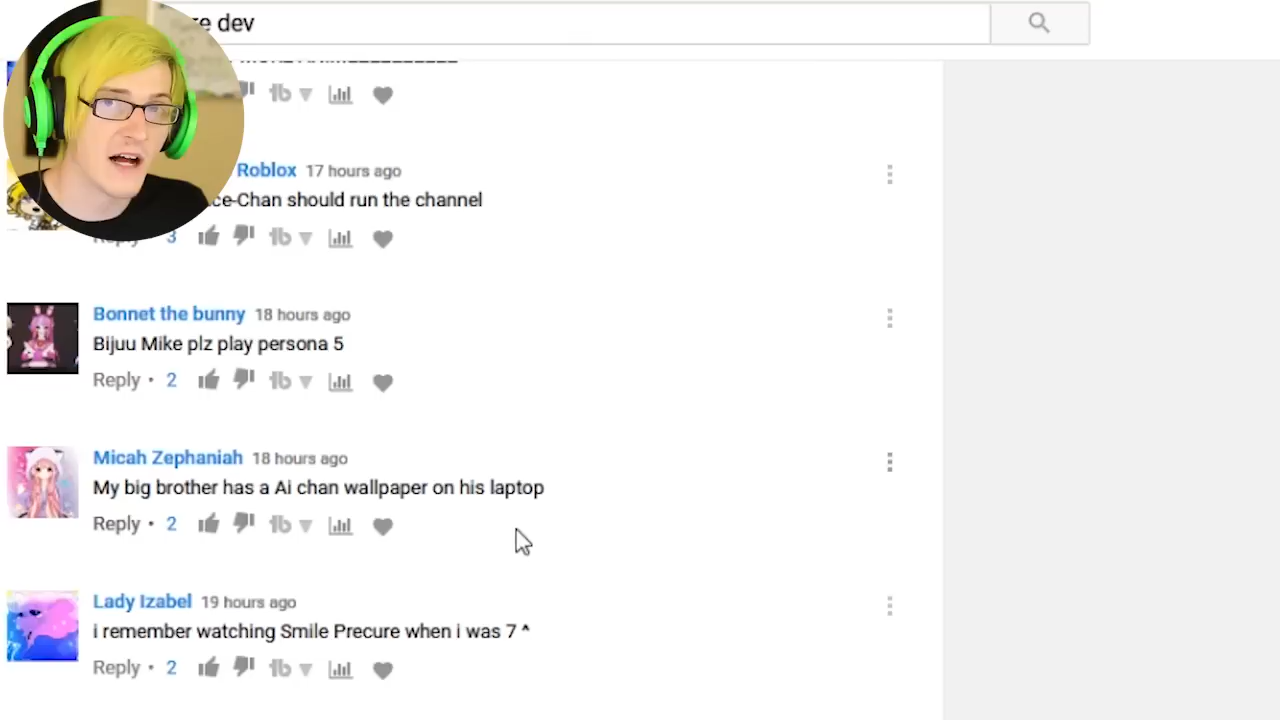 re dev
Roblox 17 hours ago
ce-Chan should run the channel
Reply 3
Bonnet the bunny 18 hours ago
Bijuu Mike plz play persona 5
Reply • 2
Micah Zephaniah 18 hours ago
My big brother has a Ai chan wallpaper on his laptop
Reply • 2
Lady Izabel 19 hours ago
i remember watching Smile Precure when i was 7 ^
Reply • 2